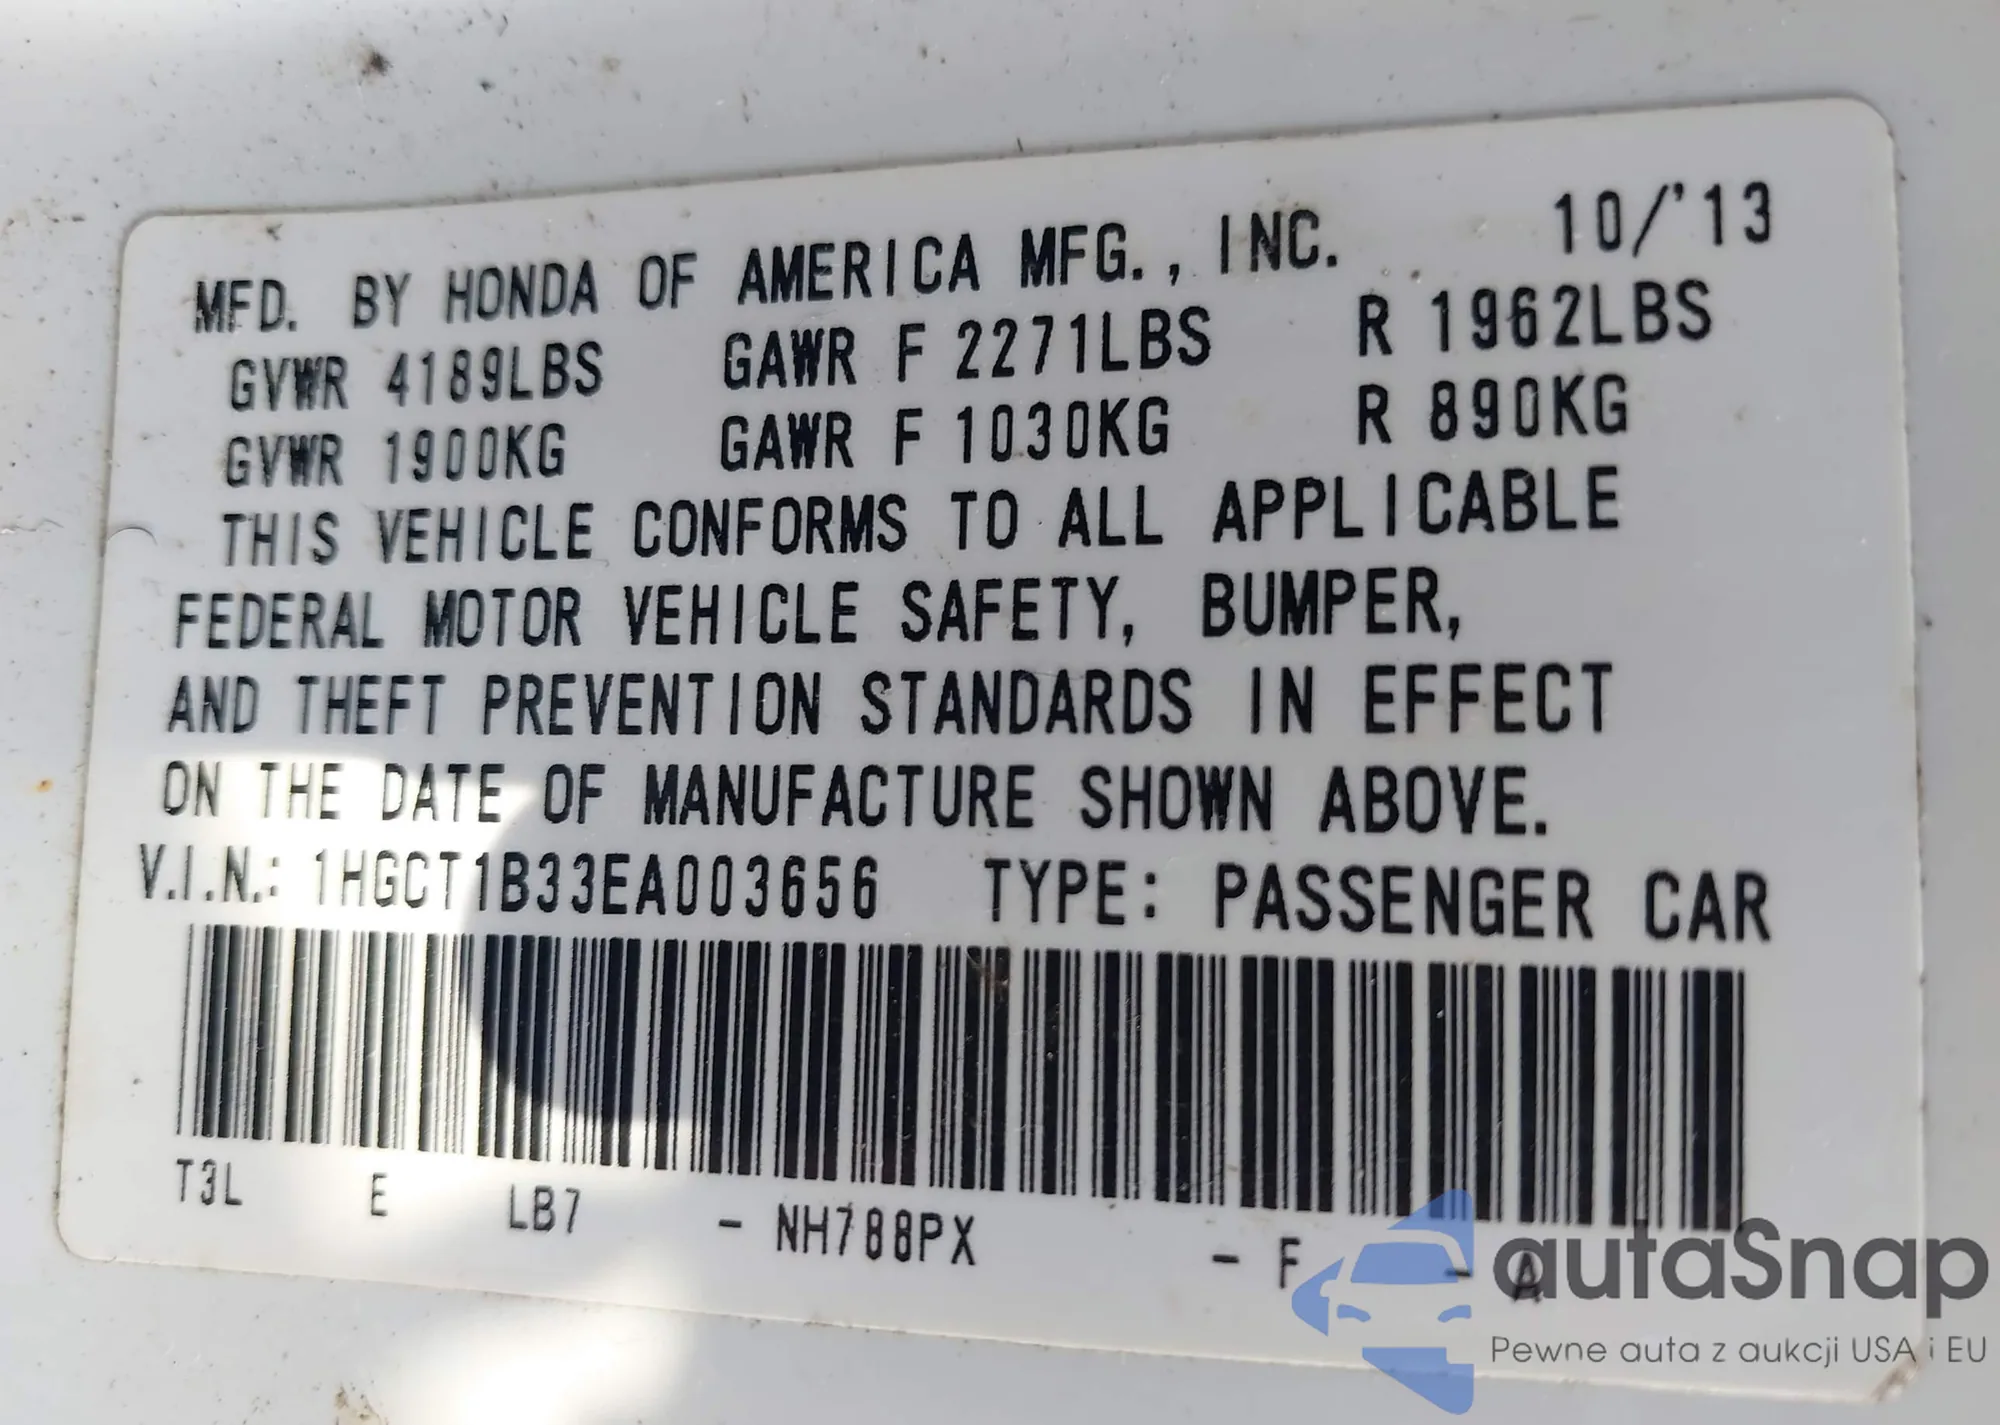 MFD. BY HONDA OF AMERICA MFG., INC. 10/'13
GVWR 4189LBS GAWR F 2271LBS R 1962LBS
GVWR 1900KG GAWR F 1030KG R 890KG
THIS VEHICLE CONFORMS TO ALL APPLICABLE
FEDERAL MOTOR VEHICLE SAFETY, BUMPER,
AND THEFT PREVENTION STANDARDS IN EFFECT
ON THE DATE OF MANUFACTURE SHOWN ABOVE.
V.I.N.: 1HGCT1B33EA003656 TYPE: PASSENGER CAR
T3L E LB7 - NH788PX - F - A
autaSnap
Pewne auta z aukcji USA i EU